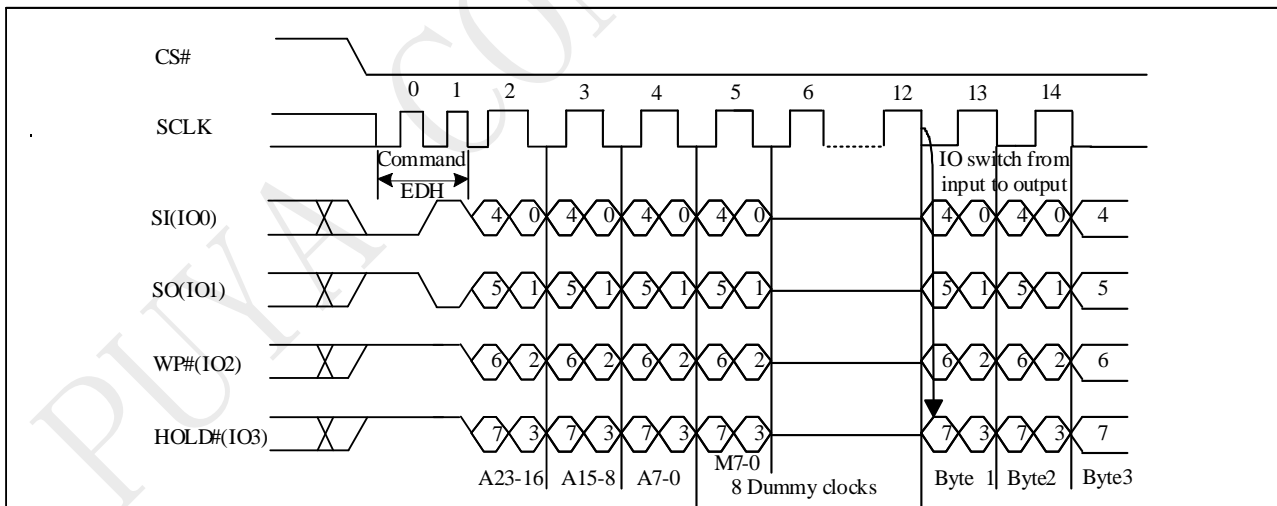 CS#
0 1 2 3 4 5 6 12 13 14
SCLK
Command
EDH
IO switch from
input to output
SI(IO0)
4 0 4 0 4 0 4 0 4 0 4 0 4
SO(IO1)
5 1 5 1 5 1 5 1 5 1 5 1 5
WP#(IO2)
6 2 6 2 6 2 6 2 6 2 6 2 6
HOLD#(IO3)
7 3 7 3 7 3 7 3 7 3 7 3 7
A23-16 A15-8 A7-0 M7-0
8 Dummy clocks
Byte 1 Byte2 Byte3
PUYA CON